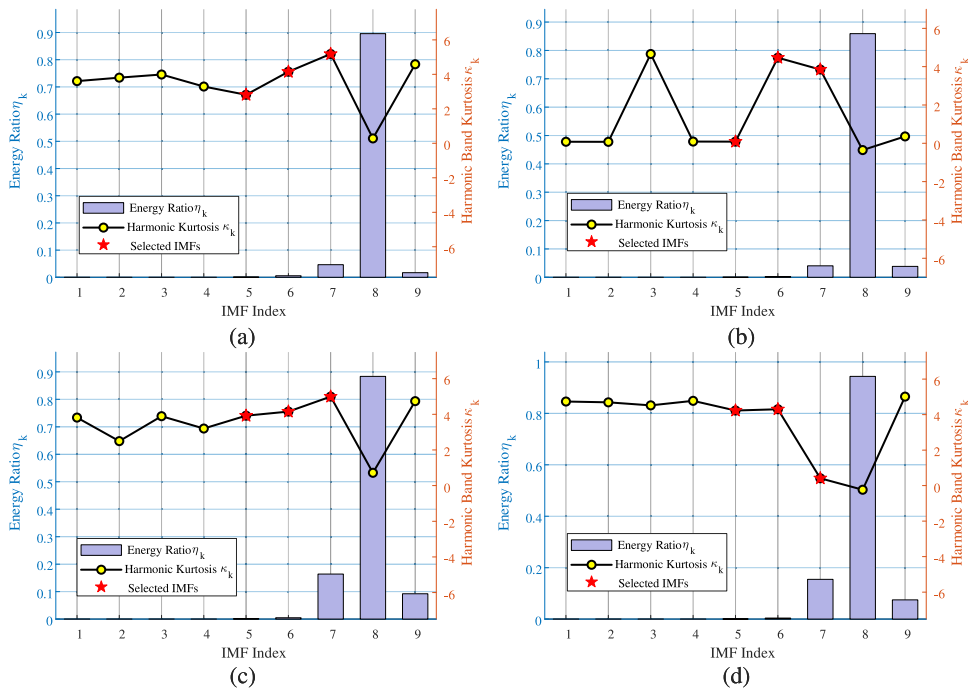 0.9
0.8
0.7
0.6
0.5
0.4
0.3
0.2
0.1
0
Energy Ratio η_k
6
4
2
0
-2
-4
-6
Harmonic Band Kurtosis κ_k
Energy Ratio η_k
Harmonic Kurtosis κ_k
Selected IMFs
1 2 3 4 5 6 7 8 9
IMF Index
(a)
0.9
0.8
0.7
0.6
0.5
0.4
0.3
0.2
0.1
0
Energy Ratio η_k
6
4
2
0
-2
-4
-6
Harmonic Band Kurtosis κ_k
Energy Ratio η_k
Harmonic Kurtosis κ_k
Selected IMFs
1 2 3 4 5 6 7 8 9
IMF Index
(b)
0.9
0.8
0.7
0.6
0.5
0.4
0.3
0.2
0.1
0
Energy Ratio η_k
6
4
2
0
-2
-4
-6
Harmonic Band Kurtosis κ_k
Energy Ratio η_k
Harmonic Kurtosis κ_k
Selected IMFs
1 2 3 4 5 6 7 8 9
IMF Index
(c)
1
0.8
0.6
0.4
0.2
0
Energy Ratio η_k
6
4
2
0
-2
-4
-6
Harmonic Band Kurtosis κ_k
Energy Ratio η_k
Harmonic Kurtosis κ_k
Selected IMFs
1 2 3 4 5 6 7 8 9
IMF Index
(d)